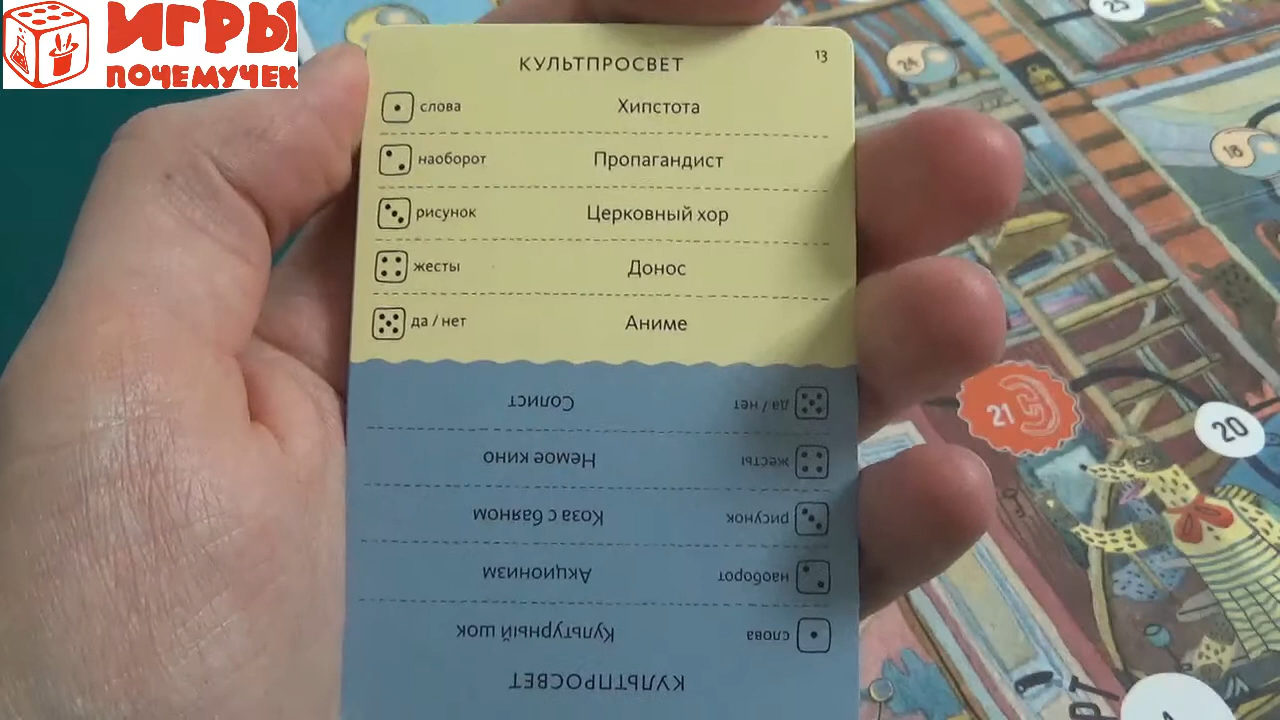 ИГРЫ
ПОЧЕМУЧЕК
КУЛЬТПРОСВЕТ 13
слова Хипстота
наоборот Пропагандист
рисунок Церковный хор
жесты Донос
да / нет Аниме
КУЛЬТПРОСВЕТ
слова Культурный шок
наоборот Акционизм
рисунок Коза с баяном
жесты Немое кино
да / нет Солист
24
18
21
20